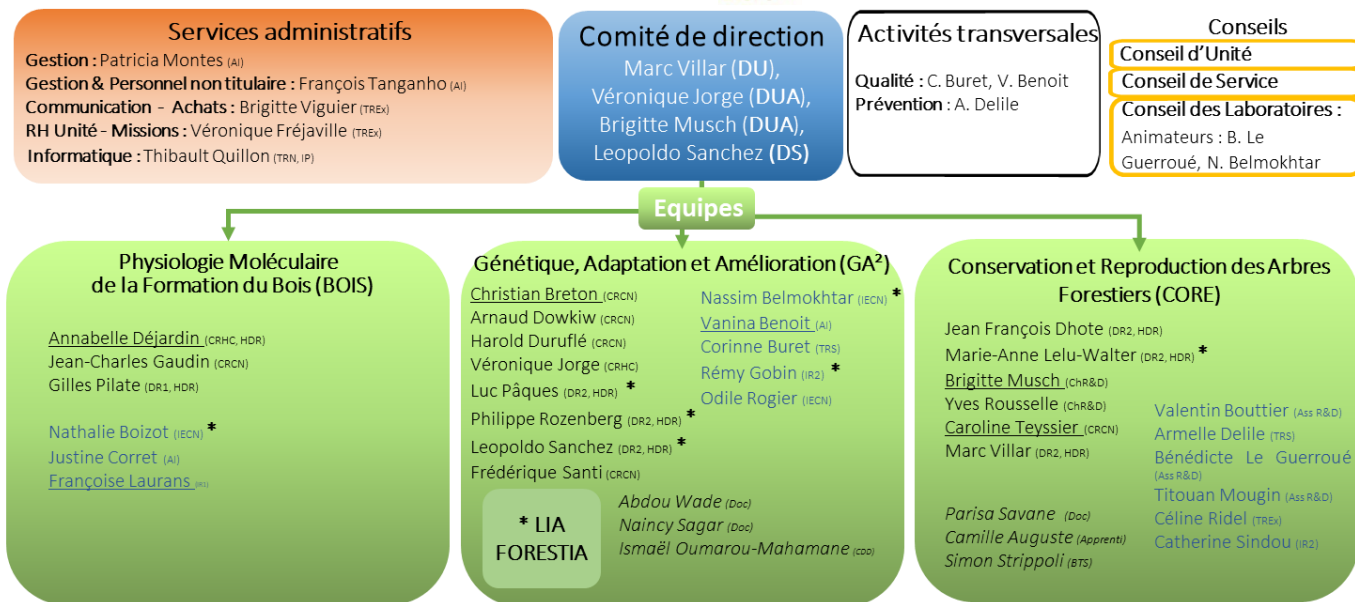 Services administratifs
Gestion : Patricia Montes (AI)
Gestion & Personnel non titulaire : François Tanganho (AI)
Communication - Achats : Brigitte Viguier (TREx)
RH Unité - Missions : Véronique Fréjaville (TREx)
Informatique : Thibault Quillon (TRN, IP)
Comité de direction
Marc Villar (DU),
Véronique Jorge (DUA),
Brigitte Musch (DUA),
Leopoldo Sanchez (DS)
Activités transversales
Qualité : C. Buret, V. Benoit
Prévention : A. Delile
Conseils
Conseil d'Unité
Conseil de Service
Conseil des Laboratoires :
Animateurs : B. Le
Guerroué, N. Belmokhtar
Equipes
Physiologie Moléculaire
de la Formation du Bois (BOIS)
Annabelle Déjardin (CRHC, HDR)
Jean-Charles Gaudin (CRCN)
Gilles Pilate (DR1, HDR)
Nathalie Boizot (IECN) *
Justine Corret (AI)
Françoise Laurans (IR1)
Génétique, Adaptation et Amélioration (GA²)
Christian Breton (CRCN)
Arnaud Dowkiw (CRCN)
Harold Duruflé (CRCN)
Véronique Jorge (CRHC)
Luc Pâques (DR2, HDR) *
Philippe Rozenberg (DR2, HDR) *
Leopoldo Sanchez (DR2, HDR) *
Frédérique Santi (CRCN)
Nassim Belmokhtar (IECN) *
Vanina Benoit (AI)
Corinne Buret (TRS)
Rémy Gobin (IR2) *
Odile Rogier (IECN)
* LIA
FORESTIA
Abdou Wade (Doc)
Naincy Sagar (Doc)
Ismaël Oumarou-Mahamane (CDD)
Conservation et Reproduction des Arbres
Forestiers (CORE)
Jean François Dhote (DR2, HDR)
Marie-Anne Lelu-Walter (DR2, HDR) *
Brigitte Musch (ChR&D)
Yves Rousselle (ChR&D)
Caroline Teyssier (CRCN)
Marc Villar (DR2, HDR)
Parisa Savane (Doc)
Camille Auguste (Apprenti)
Simon Strippoli (BTS)
Valentin Bouttier (Ass R&D)
Armelle Delile (TRS)
Bénédicte Le Guerroué
(Ass R&D)
Titouan Mougin (Ass R&D)
Céline Ridel (TREx)
Catherine Sindou (IR2)